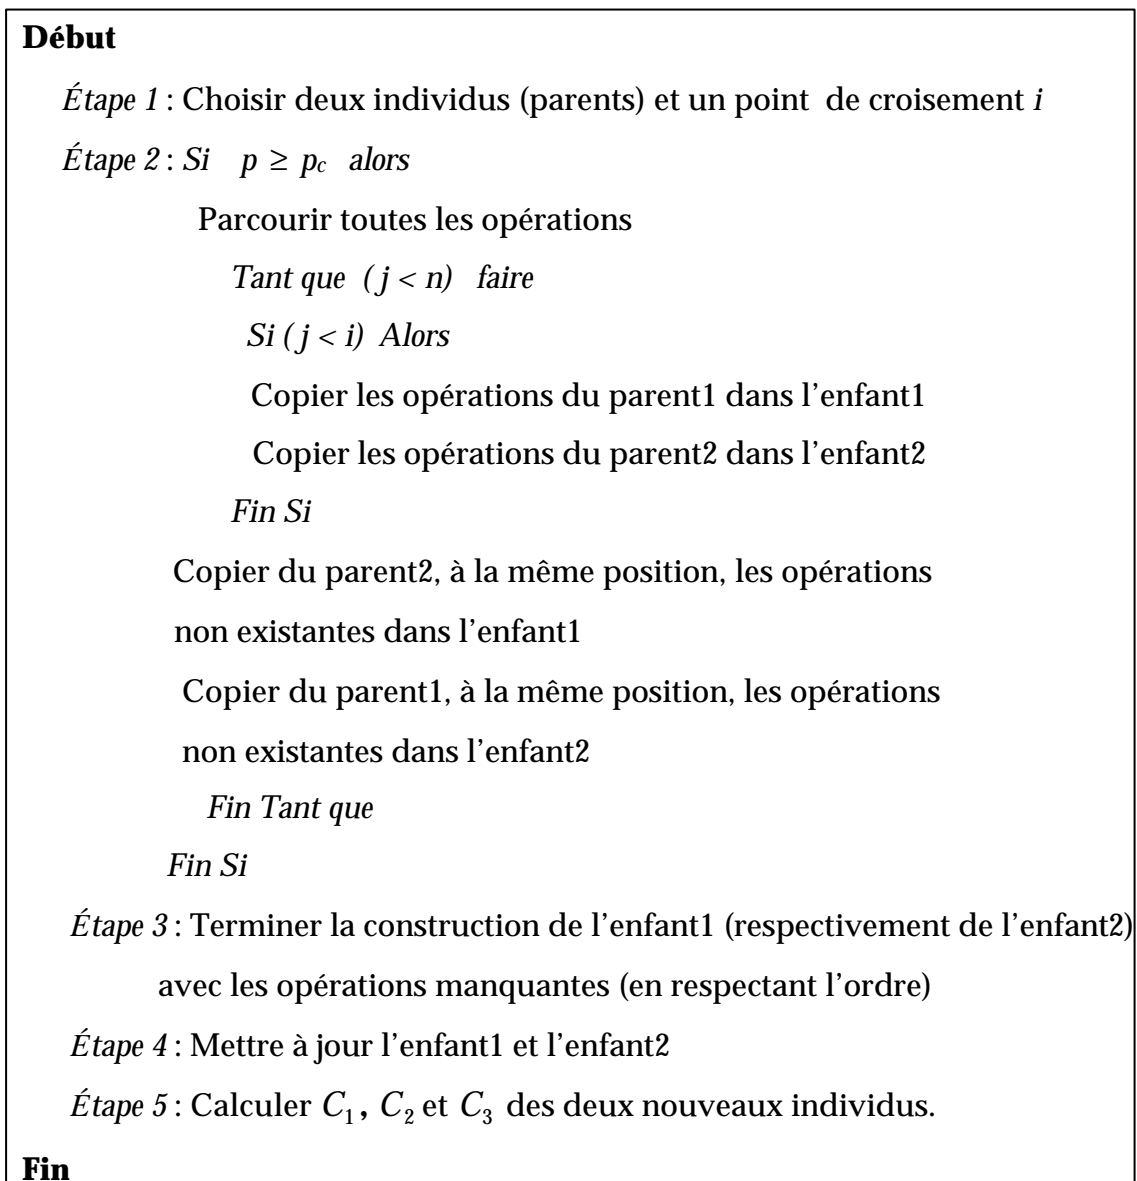 Début
Étape 1 : Choisir deux individus (parents) et un point de croisement i
Étape 2 : Si p ≥ pc alors
Parcourir toutes les opérations
Tant que ( j < n) faire
Si ( j < i) Alors
Copier les opérations du parent1 dans l'enfant1
Copier les opérations du parent2 dans l'enfant2
Fin Si
Copier du parent2, à la même position, les opérations
non existantes dans l'enfant1
Copier du parent1, à la même position, les opérations
non existantes dans l'enfant2
Fin Tant que
Fin Si
Étape 3 : Terminer la construction de l'enfant1 (respectivement de l'enfant2)
avec les opérations manquantes (en respectant l'ordre)
Étape 4 : Mettre à jour l'enfant1 et l'enfant2
Étape 5 : Calculer C₁, C₂ et C₃ des deux nouveaux individus.
Fin